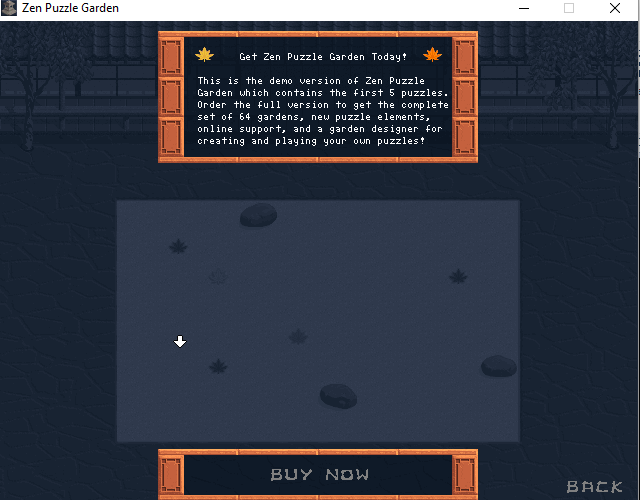 Zen Puzzle Garden
Get Zen Puzzle Garden Today!
This is the demo version of Zen Puzzle
Garden which contains the first 5 puzzles.
Order the full version to get the complete
set of 64 gardens, new puzzle elements,
online support, and a garden designer for
creating and playing your own puzzles!
BUY NOW
BACK